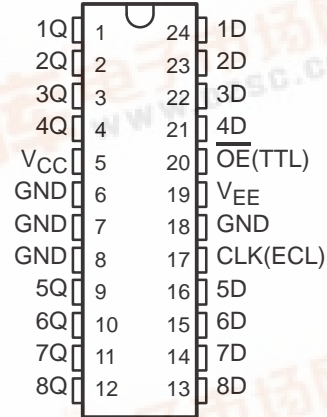 1Q 1 24 1D
2Q 2 23 2D
3Q 3 22 3D
4Q 4 21 4D
VCC 5 20 OE(TTL)
GND 6 19 VEE
GND 7 18 GND
GND 8 17 CLK(ECL)
5Q 9 16 5D
6Q 10 15 6D
7Q 11 14 7D
8Q 12 13 8D